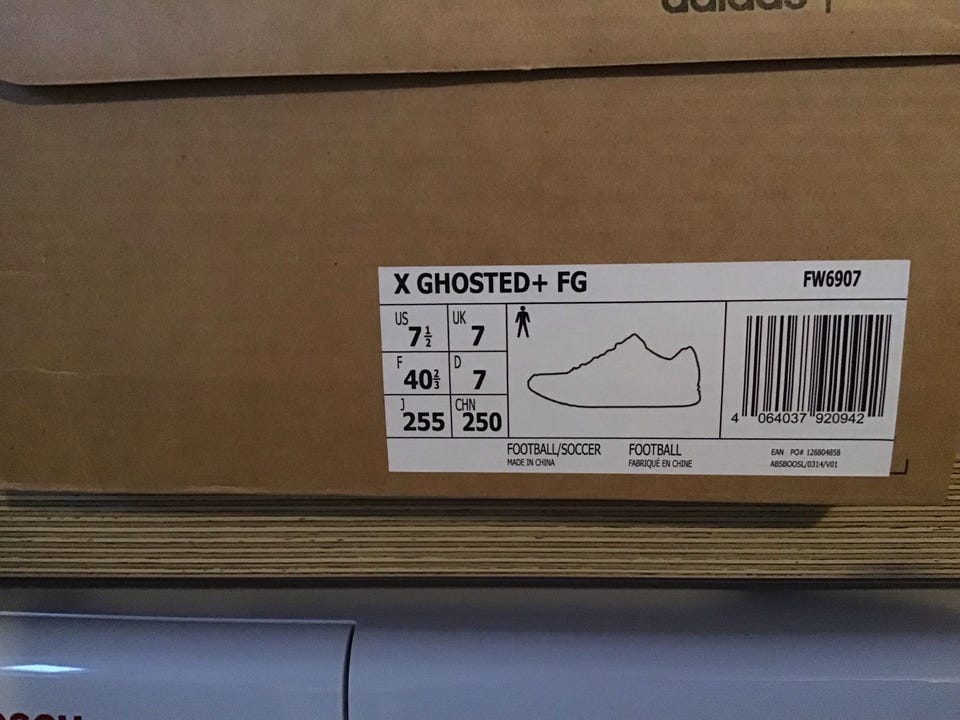 adidas
X GHOSTED+ FG FW6907
US 7½ UK 7
F 40⅔ D 7
J 255 CHN 250
4 064037 920942
FOOTBALL/SOCCER FOOTBALL
MADE IN CHINA FABRIQUÉ EN CHINE
EAN PO# 126804858
ABSBOOSL/0314/V01